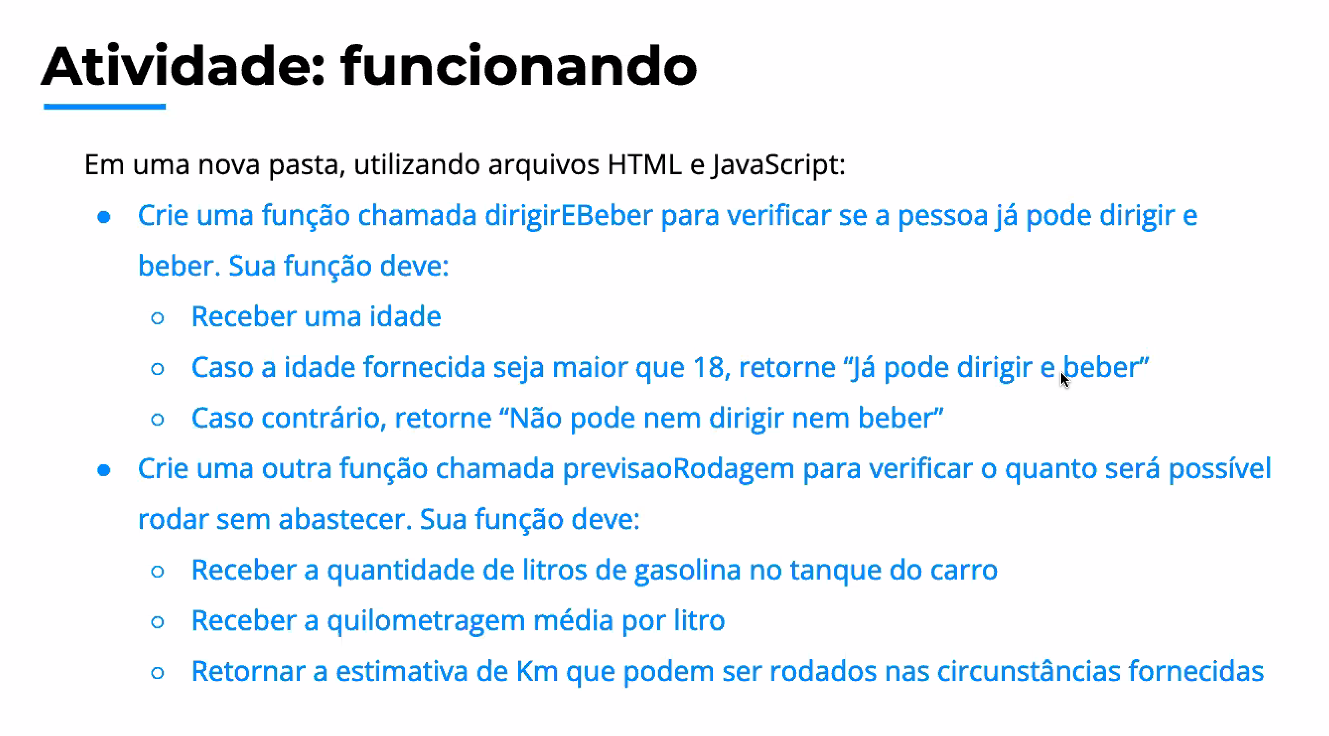 Atividade: funcionando
Em uma nova pasta, utilizando arquivos HTML e JavaScript:
● Crie uma função chamada dirigirEBeber para verificar se a pessoa já pode dirigir e
beber. Sua função deve:
○ Receber uma idade
○ Caso a idade fornecida seja maior que 18, retorne “Já pode dirigir e beber”
○ Caso contrário, retorne “Não pode nem dirigir nem beber”
● Crie uma outra função chamada previsaoRodagem para verificar o quanto será possível
rodar sem abastecer. Sua função deve:
○ Receber a quantidade de litros de gasolina no tanque do carro
○ Receber a quilometragem média por litro
○ Retornar a estimativa de Km que podem ser rodados nas circunstâncias fornecidas